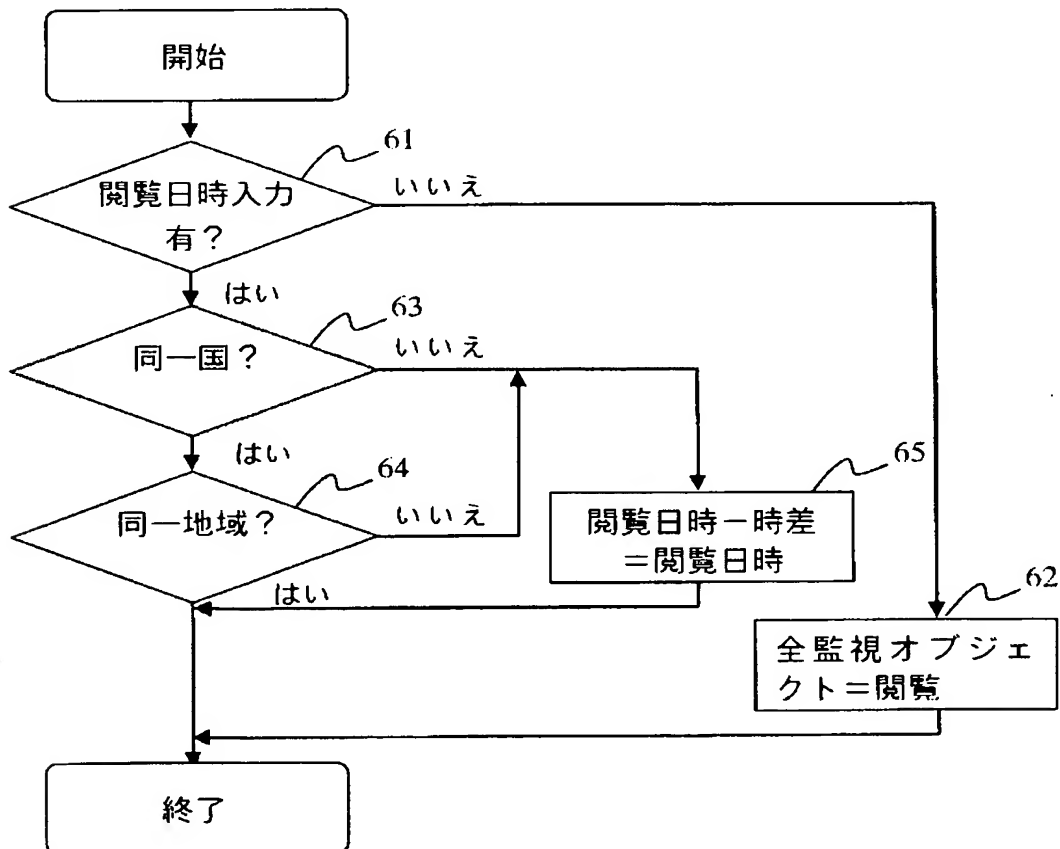 開始
61
閲覧日時入力
有?
いいえ
はい
63
同一国?
いいえ
はい
64
同一地域?
いいえ
はい
65
閲覧日時－時差
＝閲覧日時
62
全監視オブジェ
クト＝閲覧
終了